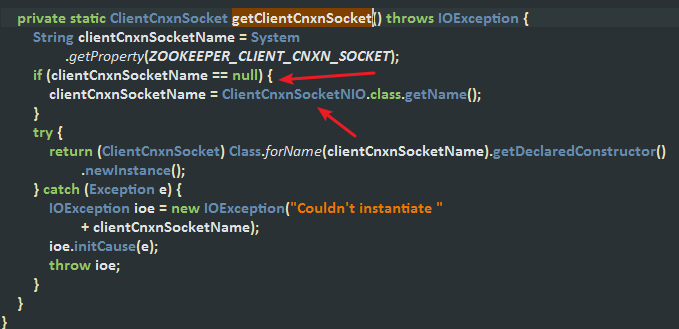 private static ClientCnxnSocket getClientCnxnSocket() throws IOException {
String clientCnxnSocketName = System
.getProperty(ZOOKEEPER_CLIENT_CNXN_SOCKET);
if (clientCnxnSocketName == null) {
clientCnxnSocketName = ClientCnxnSocketNIO.class.getName();
}
try {
return (ClientCnxnSocket) Class.forName(clientCnxnSocketName).getDeclaredConstructor()
.newInstance();
} catch (Exception e) {
IOException ioe = new IOException("Couldn't instantiate "
+ clientCnxnSocketName);
ioe.initCause(e);
throw ioe;
}
}
}